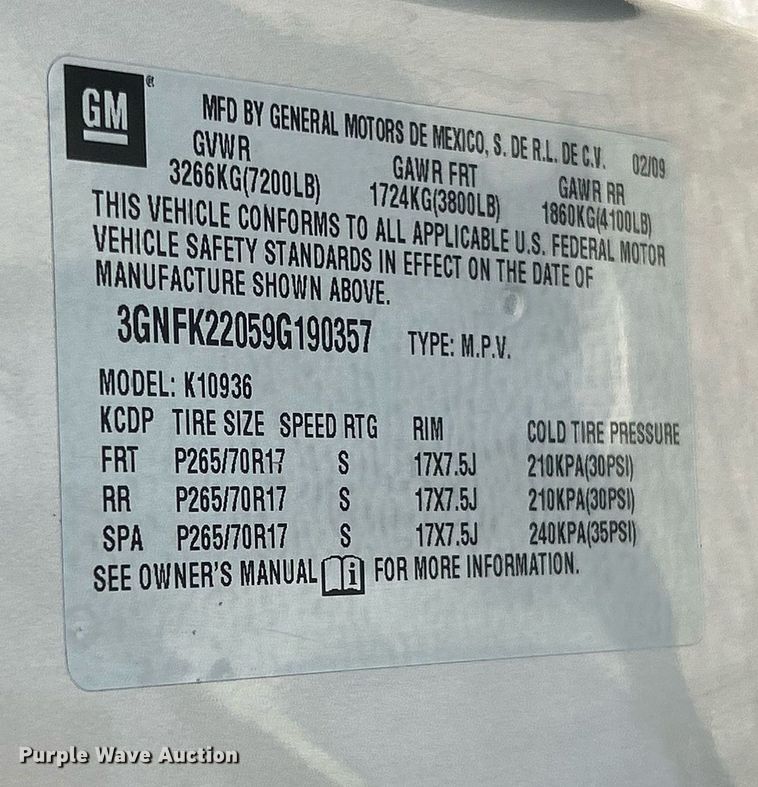 GM®
MFD BY GENERAL MOTORS DE MEXICO, S. DE R.L. DE C.V. 02/09
GVWR GAWR FRT GAWR RR
3266KG(7200LB) 1724KG(3800LB) 1860KG(4100LB)
THIS VEHICLE CONFORMS TO ALL APPLICABLE U.S. FEDERAL MOTOR
VEHICLE SAFETY STANDARDS IN EFFECT ON THE DATE OF
MANUFACTURE SHOWN ABOVE.
3GNFK22059G190357 TYPE: M.P.V.
MODEL: K10936
KCDP TIRE SIZE SPEED RTG RIM COLD TIRE PRESSURE
FRT P265/70R17 S 17X7.5J 210KPA(30PSI)
RR P265/70R17 S 17X7.5J 210KPA(30PSI)
SPA P265/70R17 S 17X7.5J 240KPA(35PSI)
SEE OWNER'S MANUAL i FOR MORE INFORMATION.
Purple Wave Auction